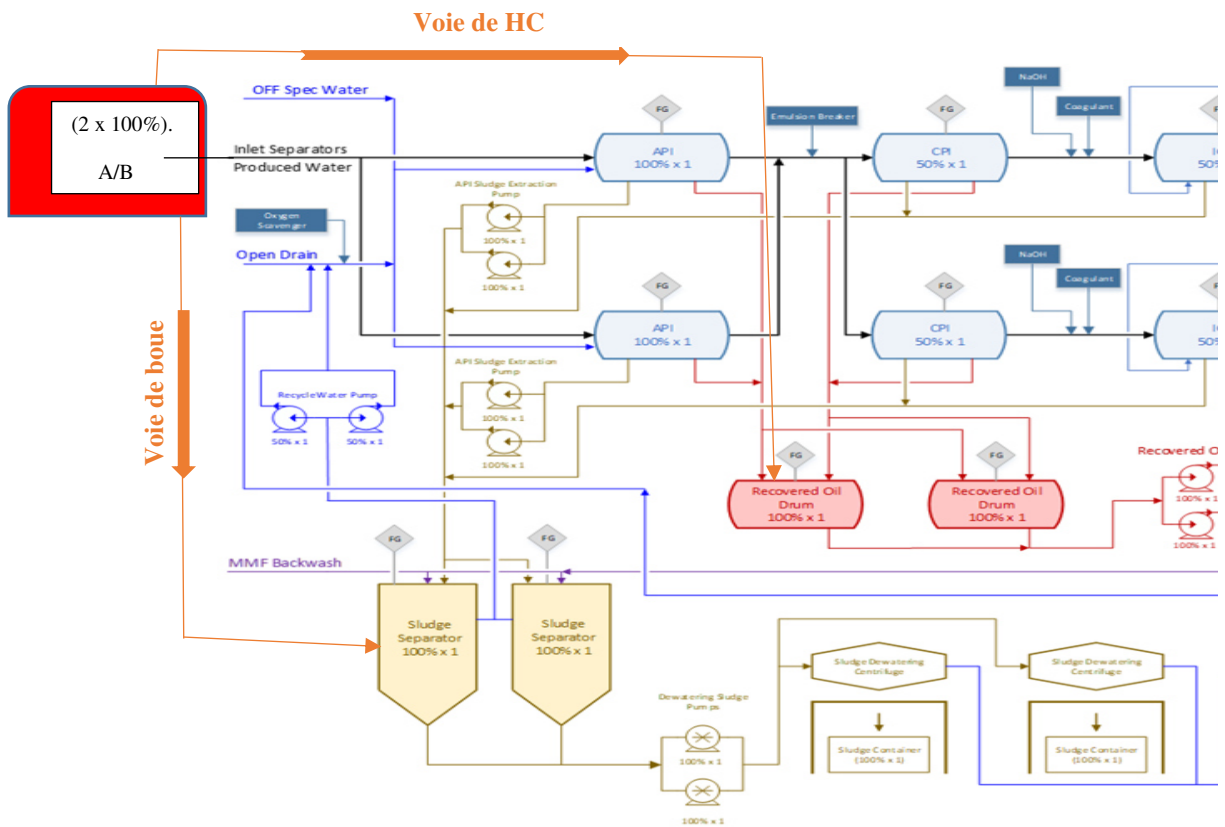 Voie de HC
(2 x 100%).
A/B
OFF Spec Water
FG
FG
NaOH
Coagulant
Emulsion Breaker
Inlet Separators
Produced Water
API
100% x 1
CPI
50% x 1
50%
API Sludge Extraction
Pump
100% x 1
100% x 1
Oxygen
Scavenger
Open Drain
FG
FG
NaOH
Coagulant
API
100% x 1
CPI
50% x 1
50%
Voie de boue
API Sludge Extraction
Pump
100% x 1
100% x 1
Recycle Water Pump
50% x 1
50% x 1
FG
FG
Recovered Oil
Drum
100% x 1
Recovered Oil
Drum
100% x 1
Recovered O
100% x 1
100% x 1
FG
FG
MMF Backwash
Sludge
Separator
100% x 1
Sludge
Separator
100% x 1
Sludge Dewatering
Centrifuge
Sludge Dewatering
Centrifuge
Dewatering Sludge
Pumps
100% x 1
100% x 1
Sludge Container
(100% x 1)
Sludge Container
(100% x 1)